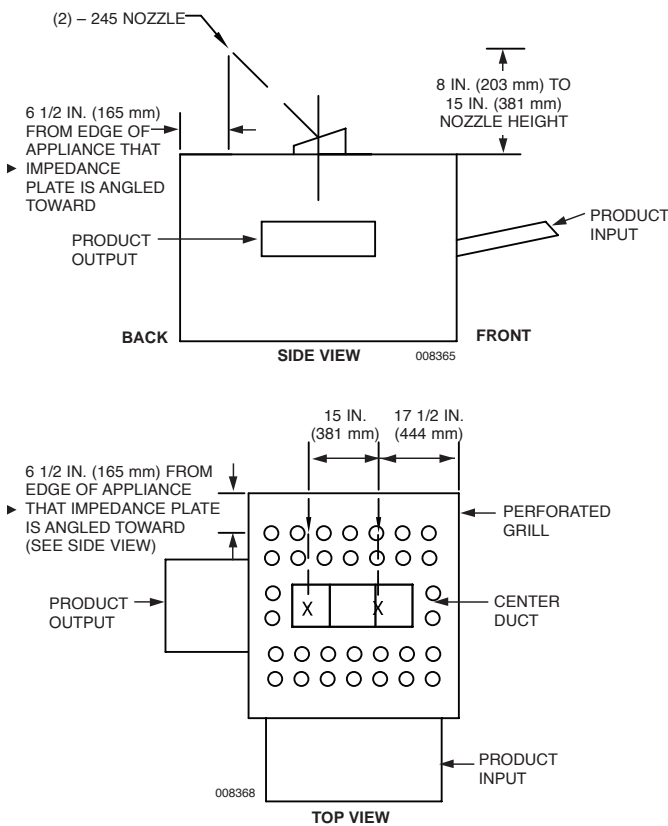 (2) – 245 NOZZLE
8 IN. (203 mm) TO
15 IN. (381 mm)
NOZZLE HEIGHT
6 1/2 IN. (165 mm)
FROM EDGE OF
APPLIANCE THAT
► IMPEDANCE
PLATE IS ANGLED
TOWARD
PRODUCT
OUTPUT
PRODUCT
INPUT
BACK
FRONT
SIDE VIEW
008365
15 IN.
(381 mm)
17 1/2 IN.
(444 mm)
6 1/2 IN. (165 mm) FROM
EDGE OF APPLIANCE
► THAT IMPEDANCE PLATE
IS ANGLED TOWARD
(SEE SIDE VIEW)
PERFORATED
GRILL
PRODUCT
OUTPUT
X X
CENTER
DUCT
PRODUCT
INPUT
008368
TOP VIEW